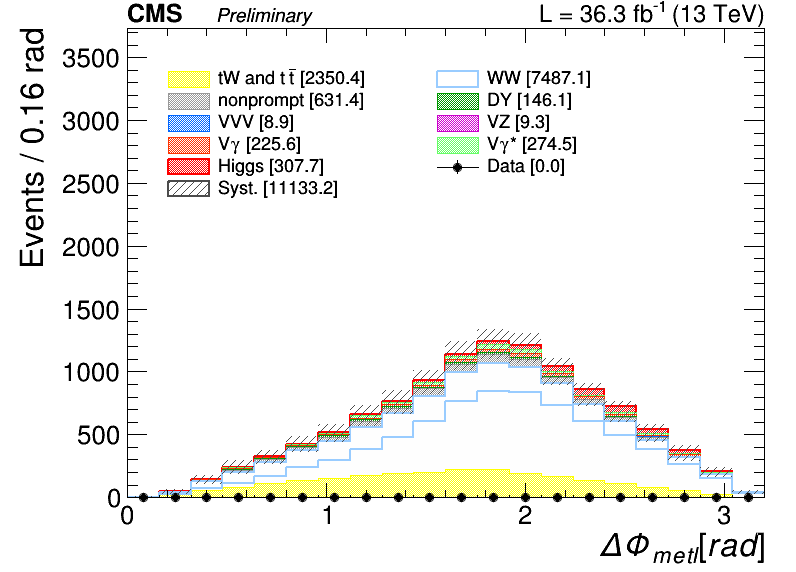 CMS Preliminary L = 36.3 fb⁻¹ (13 TeV)
Events / 0.16 rad
3500
3000
2500
2000
1500
1000
500
0
tW and tt̅ [2350.4]
nonprompt [631.4]
VVV [8.9]
Vγ [225.6]
Higgs [307.7]
Syst. [11133.2]
WW [7487.1]
DY [146.1]
VZ [9.3]
Vγ* [274.5]
Data [0.0]
0 1 2 3
ΔΦmetl[rad]